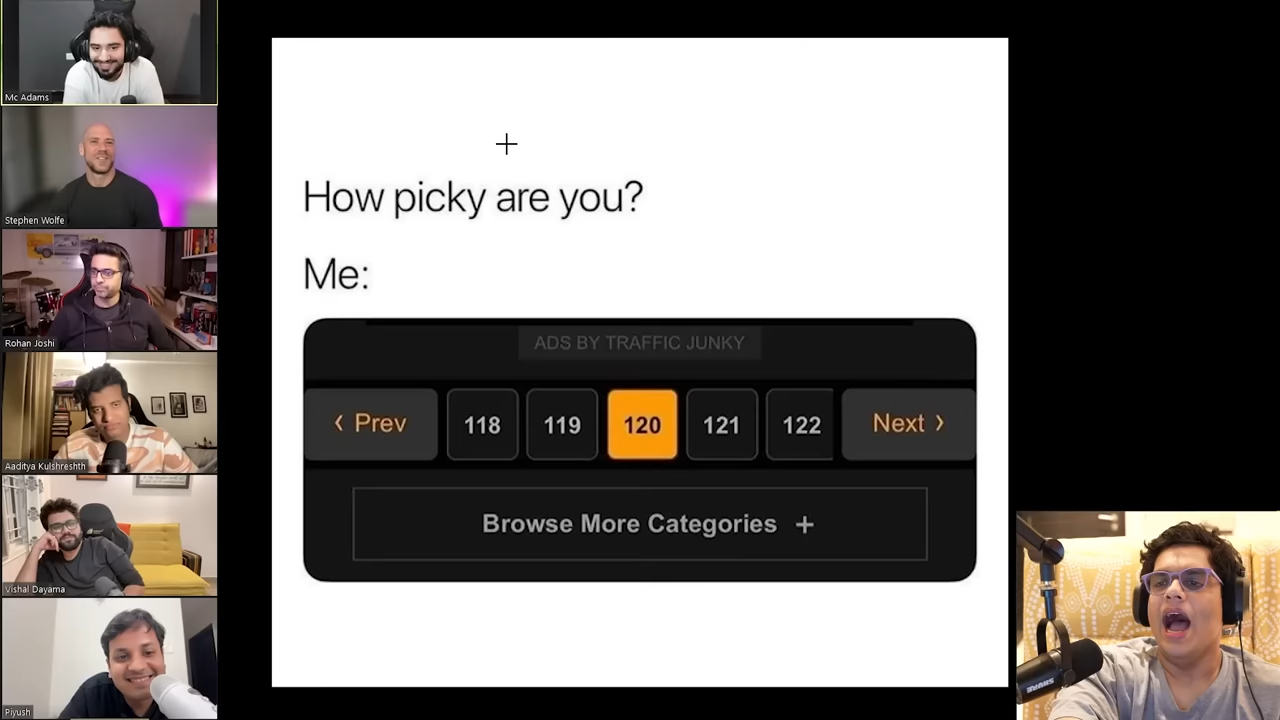 Mc Adams
Stephen Wolfe
Rohan Joshi
Aaditya Kulshreshth
Vishal Dayama
Piyush
How picky are you?
Me:
ADS BY TRAFFIC JUNKY
‹ Prev 118 119 120 121 122 Next ›
Browse More Categories +
SHURE